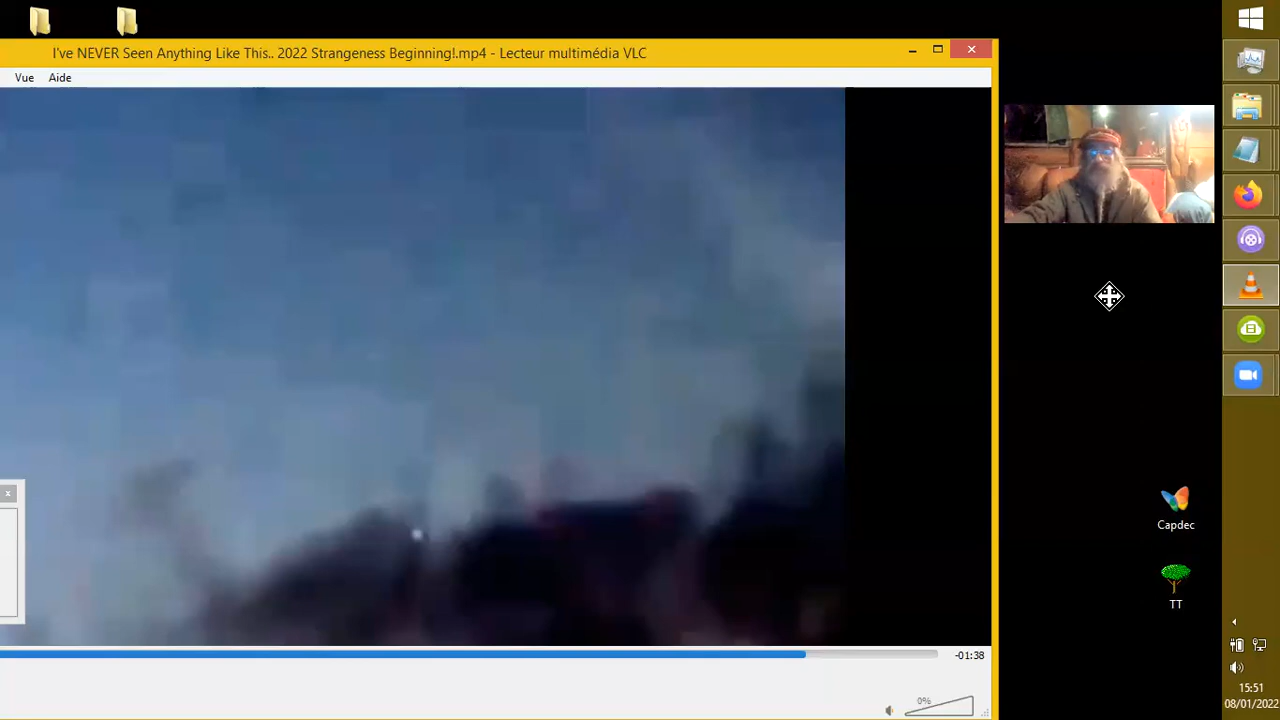 I've NEVER Seen Anything Like This.. 2022 Strangeness Beginning!.mp4 - Lecteur multimédia VLC
Vue Aide
Capdec
TT
-01:38
0%
15:51
08/01/2022